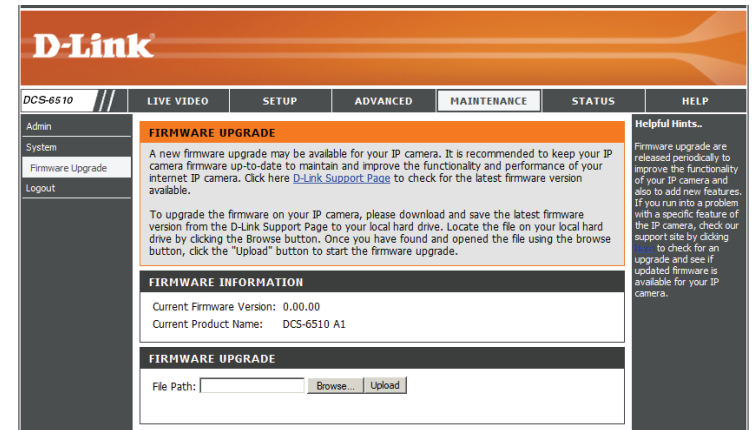 D-Link
DCS-6510 // LIVE VIDEO SETUP ADVANCED MAINTENANCE STATUS HELP
Admin
System
Firmware Upgrade
Logout
FIRMWARE UPGRADE
A new firmware upgrade may be available for your IP camera. It is recommended to keep your IP
camera firmware up-to-date to maintain and improve the functionality and performance of your
internet IP camera. Click here D-Link Support Page to check for the latest firmware version
available.
To upgrade the firmware on your IP camera, please download and save the latest firmware
version from the D-Link Support Page to your local hard drive. Locate the file on your local hard
drive by clicking the Browse button. Once you have found and opened the file using the browse
button, click the "Upload" button to start the firmware upgrade.
FIRMWARE INFORMATION
Current Firmware Version: 0.00.00
Current Product Name: DCS-6510 A1
FIRMWARE UPGRADE
File Path: Browse... Upload
Helpful Hints..
Firmware upgrade are
released periodically to
improve the functionality
of your IP camera and
also to add new features.
If you run into a problem
with a specific feature of
the IP camera, check our
support site by clicking
here to check for an
upgrade and see if
updated firmware is
available for your IP
camera.